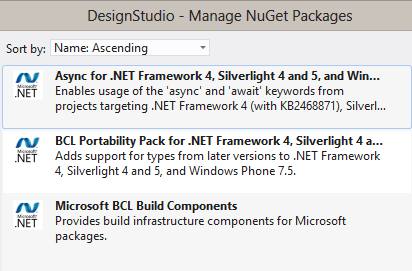 DesignStudio - Manage NuGet Packages
Sort by: Name: Ascending
Async for .NET Framework 4, Silverlight 4 and 5, and Win...
Enables usage of the 'async' and 'await' keywords from
projects targeting .NET Framework 4 (with KB2468871), Silverl...
Microsoft
.NET
BCL Portability Pack for .NET Framework 4, Silverlight 4 a...
Adds support for types from later versions to .NET Framework
4, Silverlight 4 and 5, and Windows Phone 7.5.
Microsoft
.NET
Microsoft BCL Build Components
Provides build infrastructure components for Microsoft
packages.
Microsoft
.NET